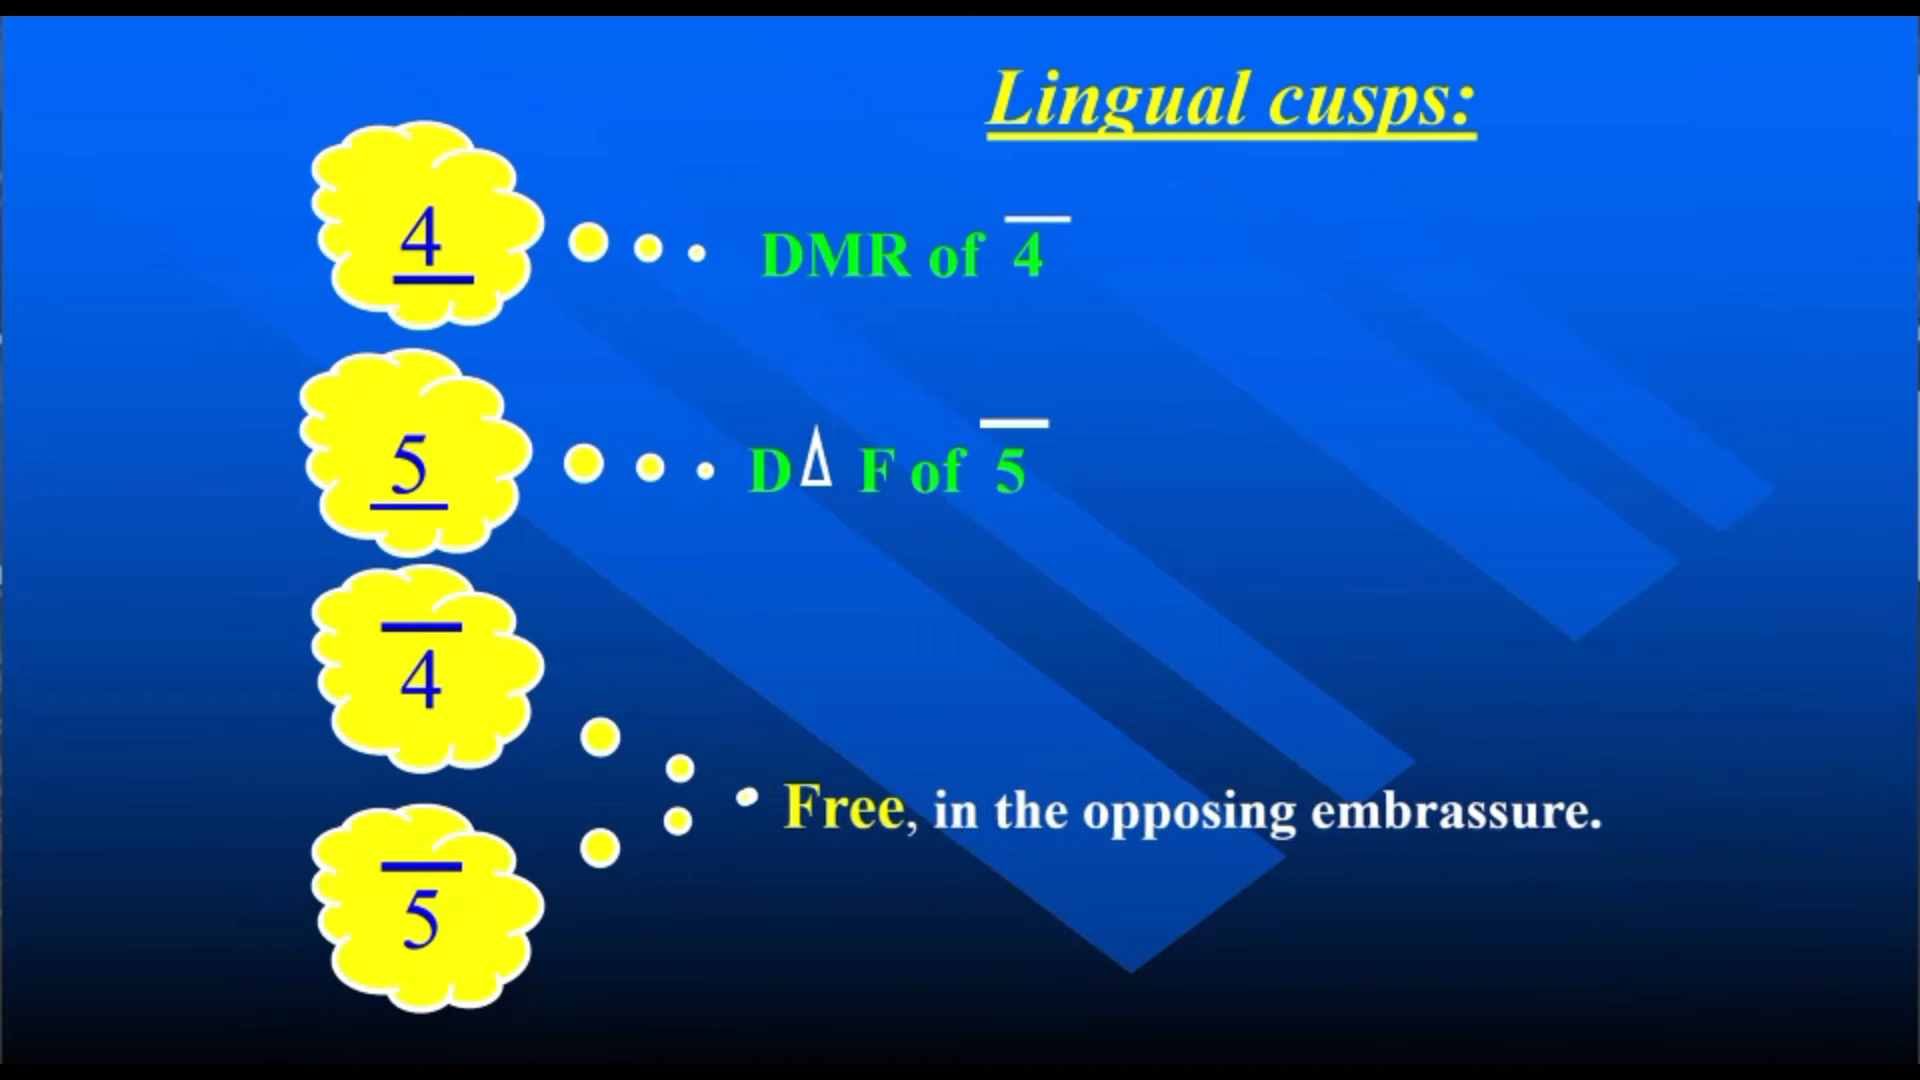 Lingual cusps:
4
DMR of 4
5
D Δ F of 5
4
Free, in the opposing embrassure.
5